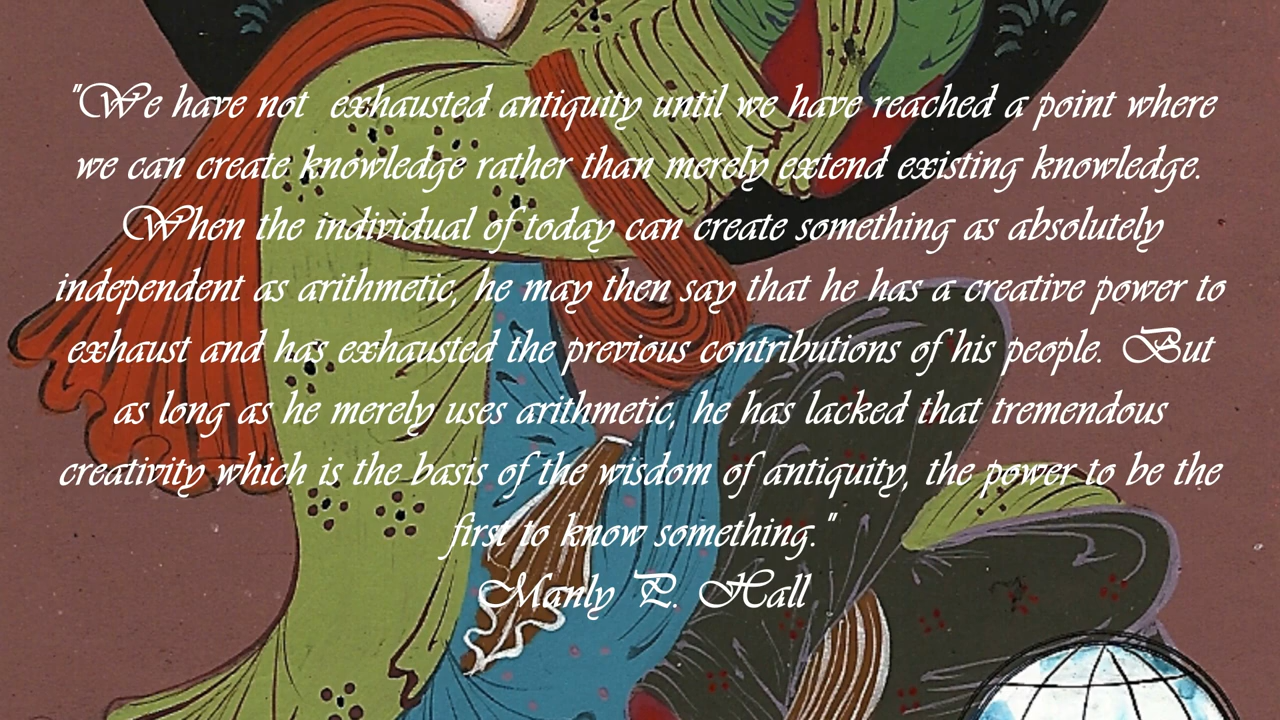 "We have not exhausted antiquity until we have reached a point where
we can create knowledge rather than merely extend existing knowledge.
When the individual of today can create something as absolutely
independent as arithmetic, he may then say that he has a creative power to
exhaust and has exhausted the previous contributions of his people. But
as long as he merely uses arithmetic, he has lacked that tremendous
creativity which is the basis of the wisdom of antiquity, the power to be the
first to know something."
Manly P. Hall